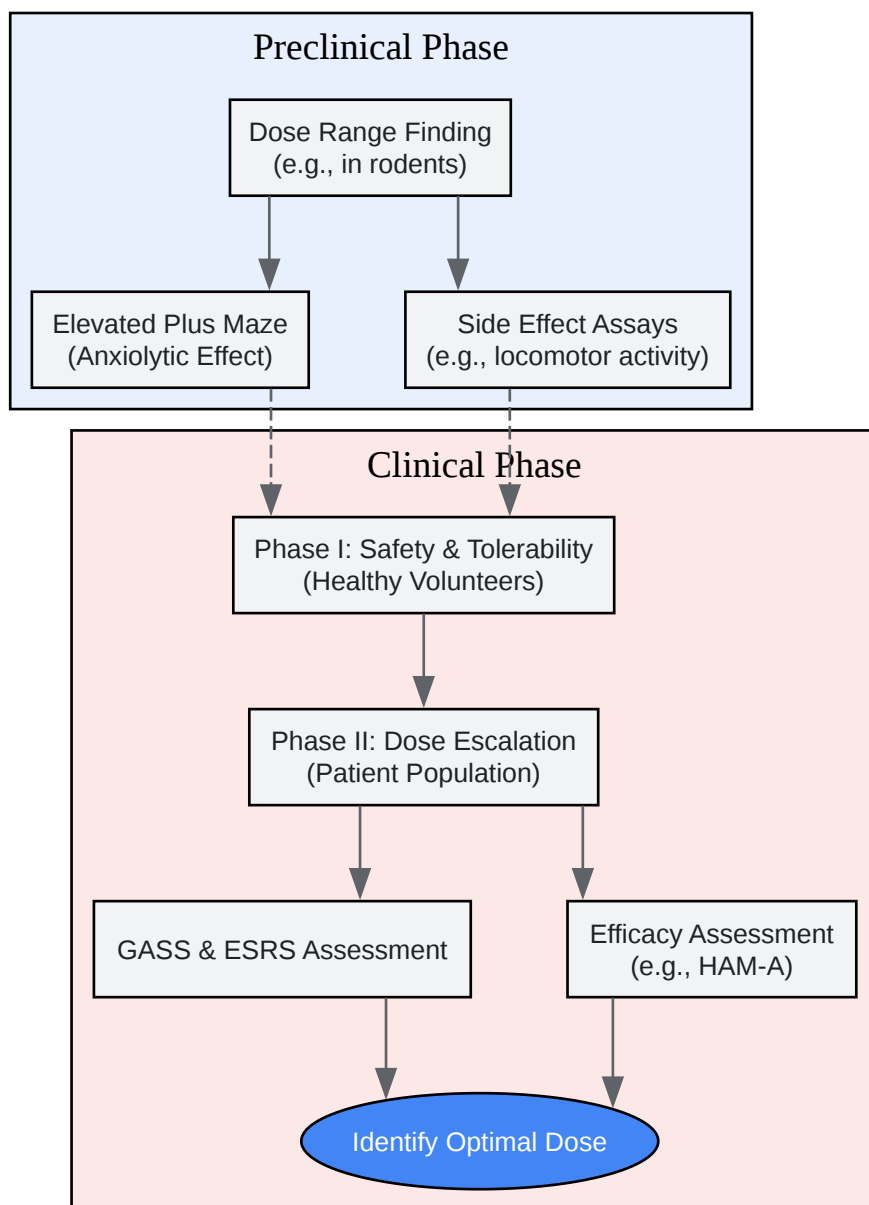 Preclinical Phase
Dose Range Finding
(e.g., in rodents)
Elevated Plus Maze
(Anxiolytic Effect)
Side Effect Assays
(e.g., locomotor activity)
Clinical Phase
Phase I: Safety & Tolerability
(Healthy Volunteers)
Phase II: Dose Escalation
(Patient Population)
GASS & ESRS Assessment
Efficacy Assessment
(e.g., HAM-A)
Identify Optimal Dose